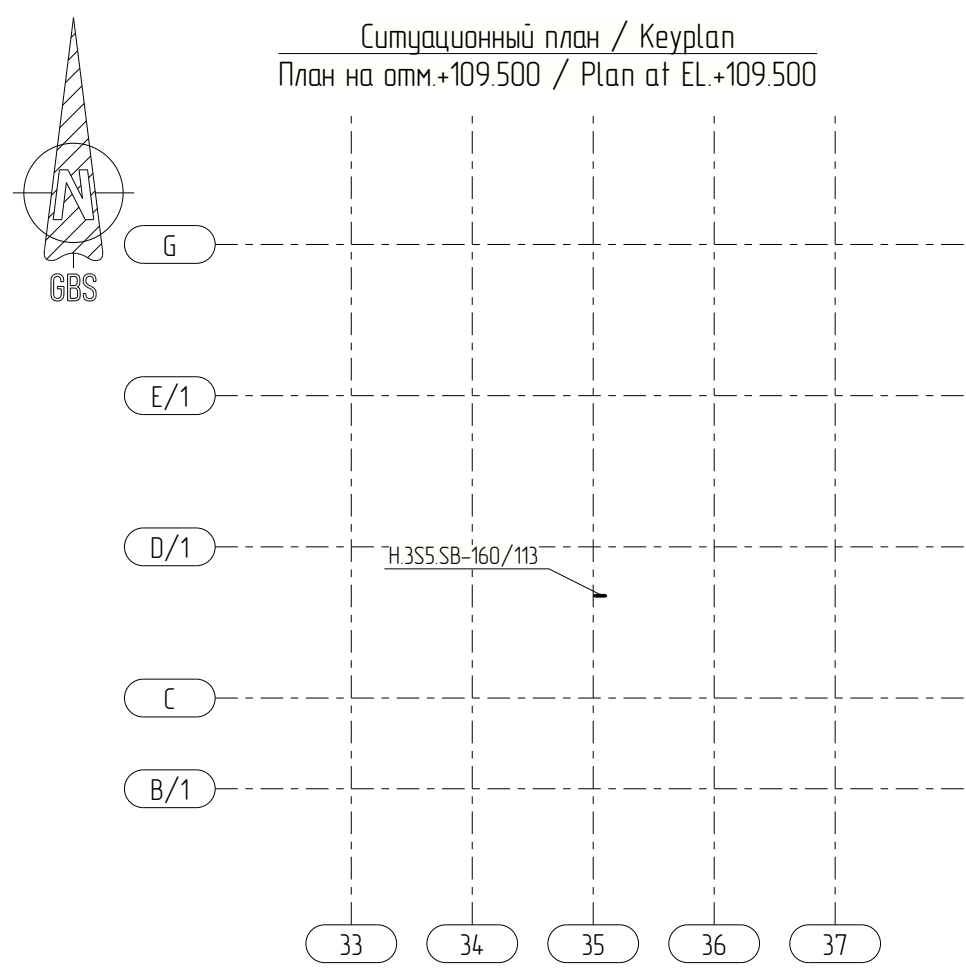 Ситуационный план / Keyplan
План на отм.+109.500 / Plan at EL.+109.500
N
GBS
G
E/1
D/1
H.3S5.SB-160/113
C
B/1
33 34 35 36 37